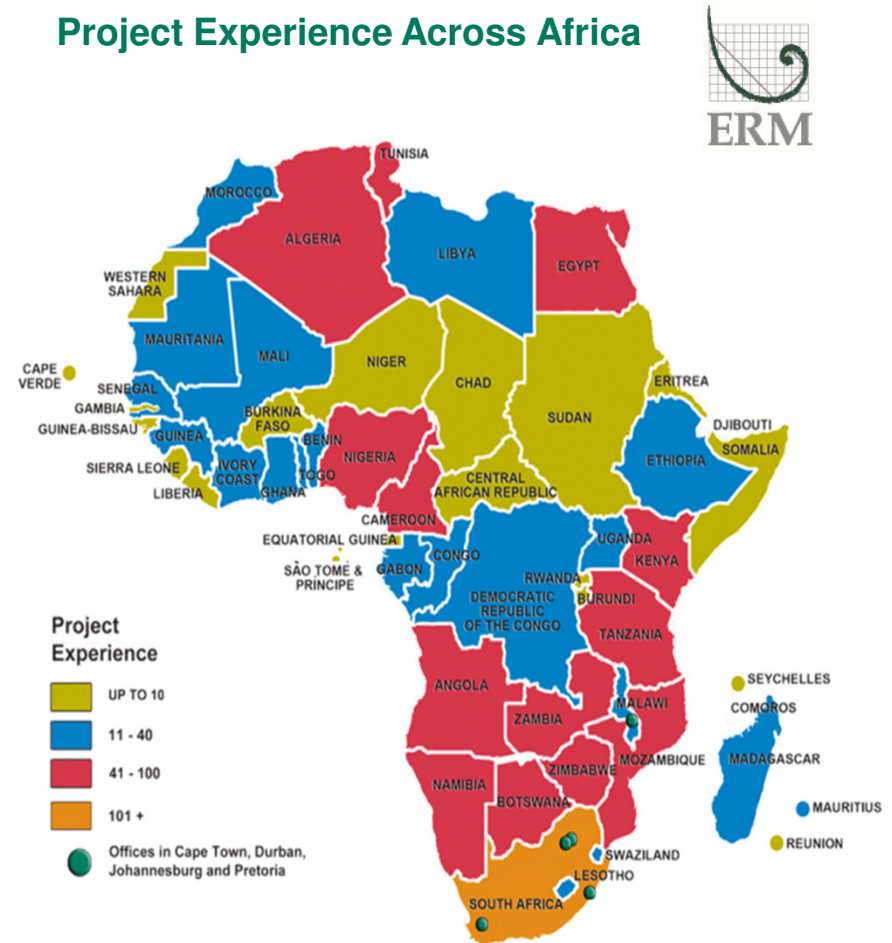 Project Experience Across Africa
ERM
TUNISIA
MOROCCO
ALGERIA
LIBYA
EGYPT
WESTERN
SAHARA
MAURITANIA
MALI
NIGER
CHAD
SUDAN
ERITREA
CAPE
VERDE
SENEGAL
GAMBIA
GUINEA-BISSAU
GUINEA
BURKINA
FASO
BENIN
NIGERIA
DJIBOUTI
SOMALIA
ETHIOPIA
SIERRA LEONE
LIBERIA
IVORY
COAST
GHANA
TOGO
CENTRAL
AFRICAN REPUBLIC
CAMEROON
EQUATORIAL GUINEA
SÃO TOMÉ &
PRÍNCIPE
GABON
CONGO
UGANDA
KENYA
RWANDA
BURUNDI
DEMOCRATIC
REPUBLIC
OF THE CONGO
TANZANIA
Project
Experience
UP TO 10
11 - 40
41 - 100
101 +
Offices in Cape Town, Durban,
Johannesburg and Pretoria
ANGOLA
ZAMBIA
MALAWI
SEYCHELLES
COMOROS
MOZAMBIQUE
MADAGASCAR
NAMIBIA
ZIMBABWE
BOTSWANA
MAURITIUS
REUNION
SWAZILAND
LESOTHO
SOUTH AFRICA